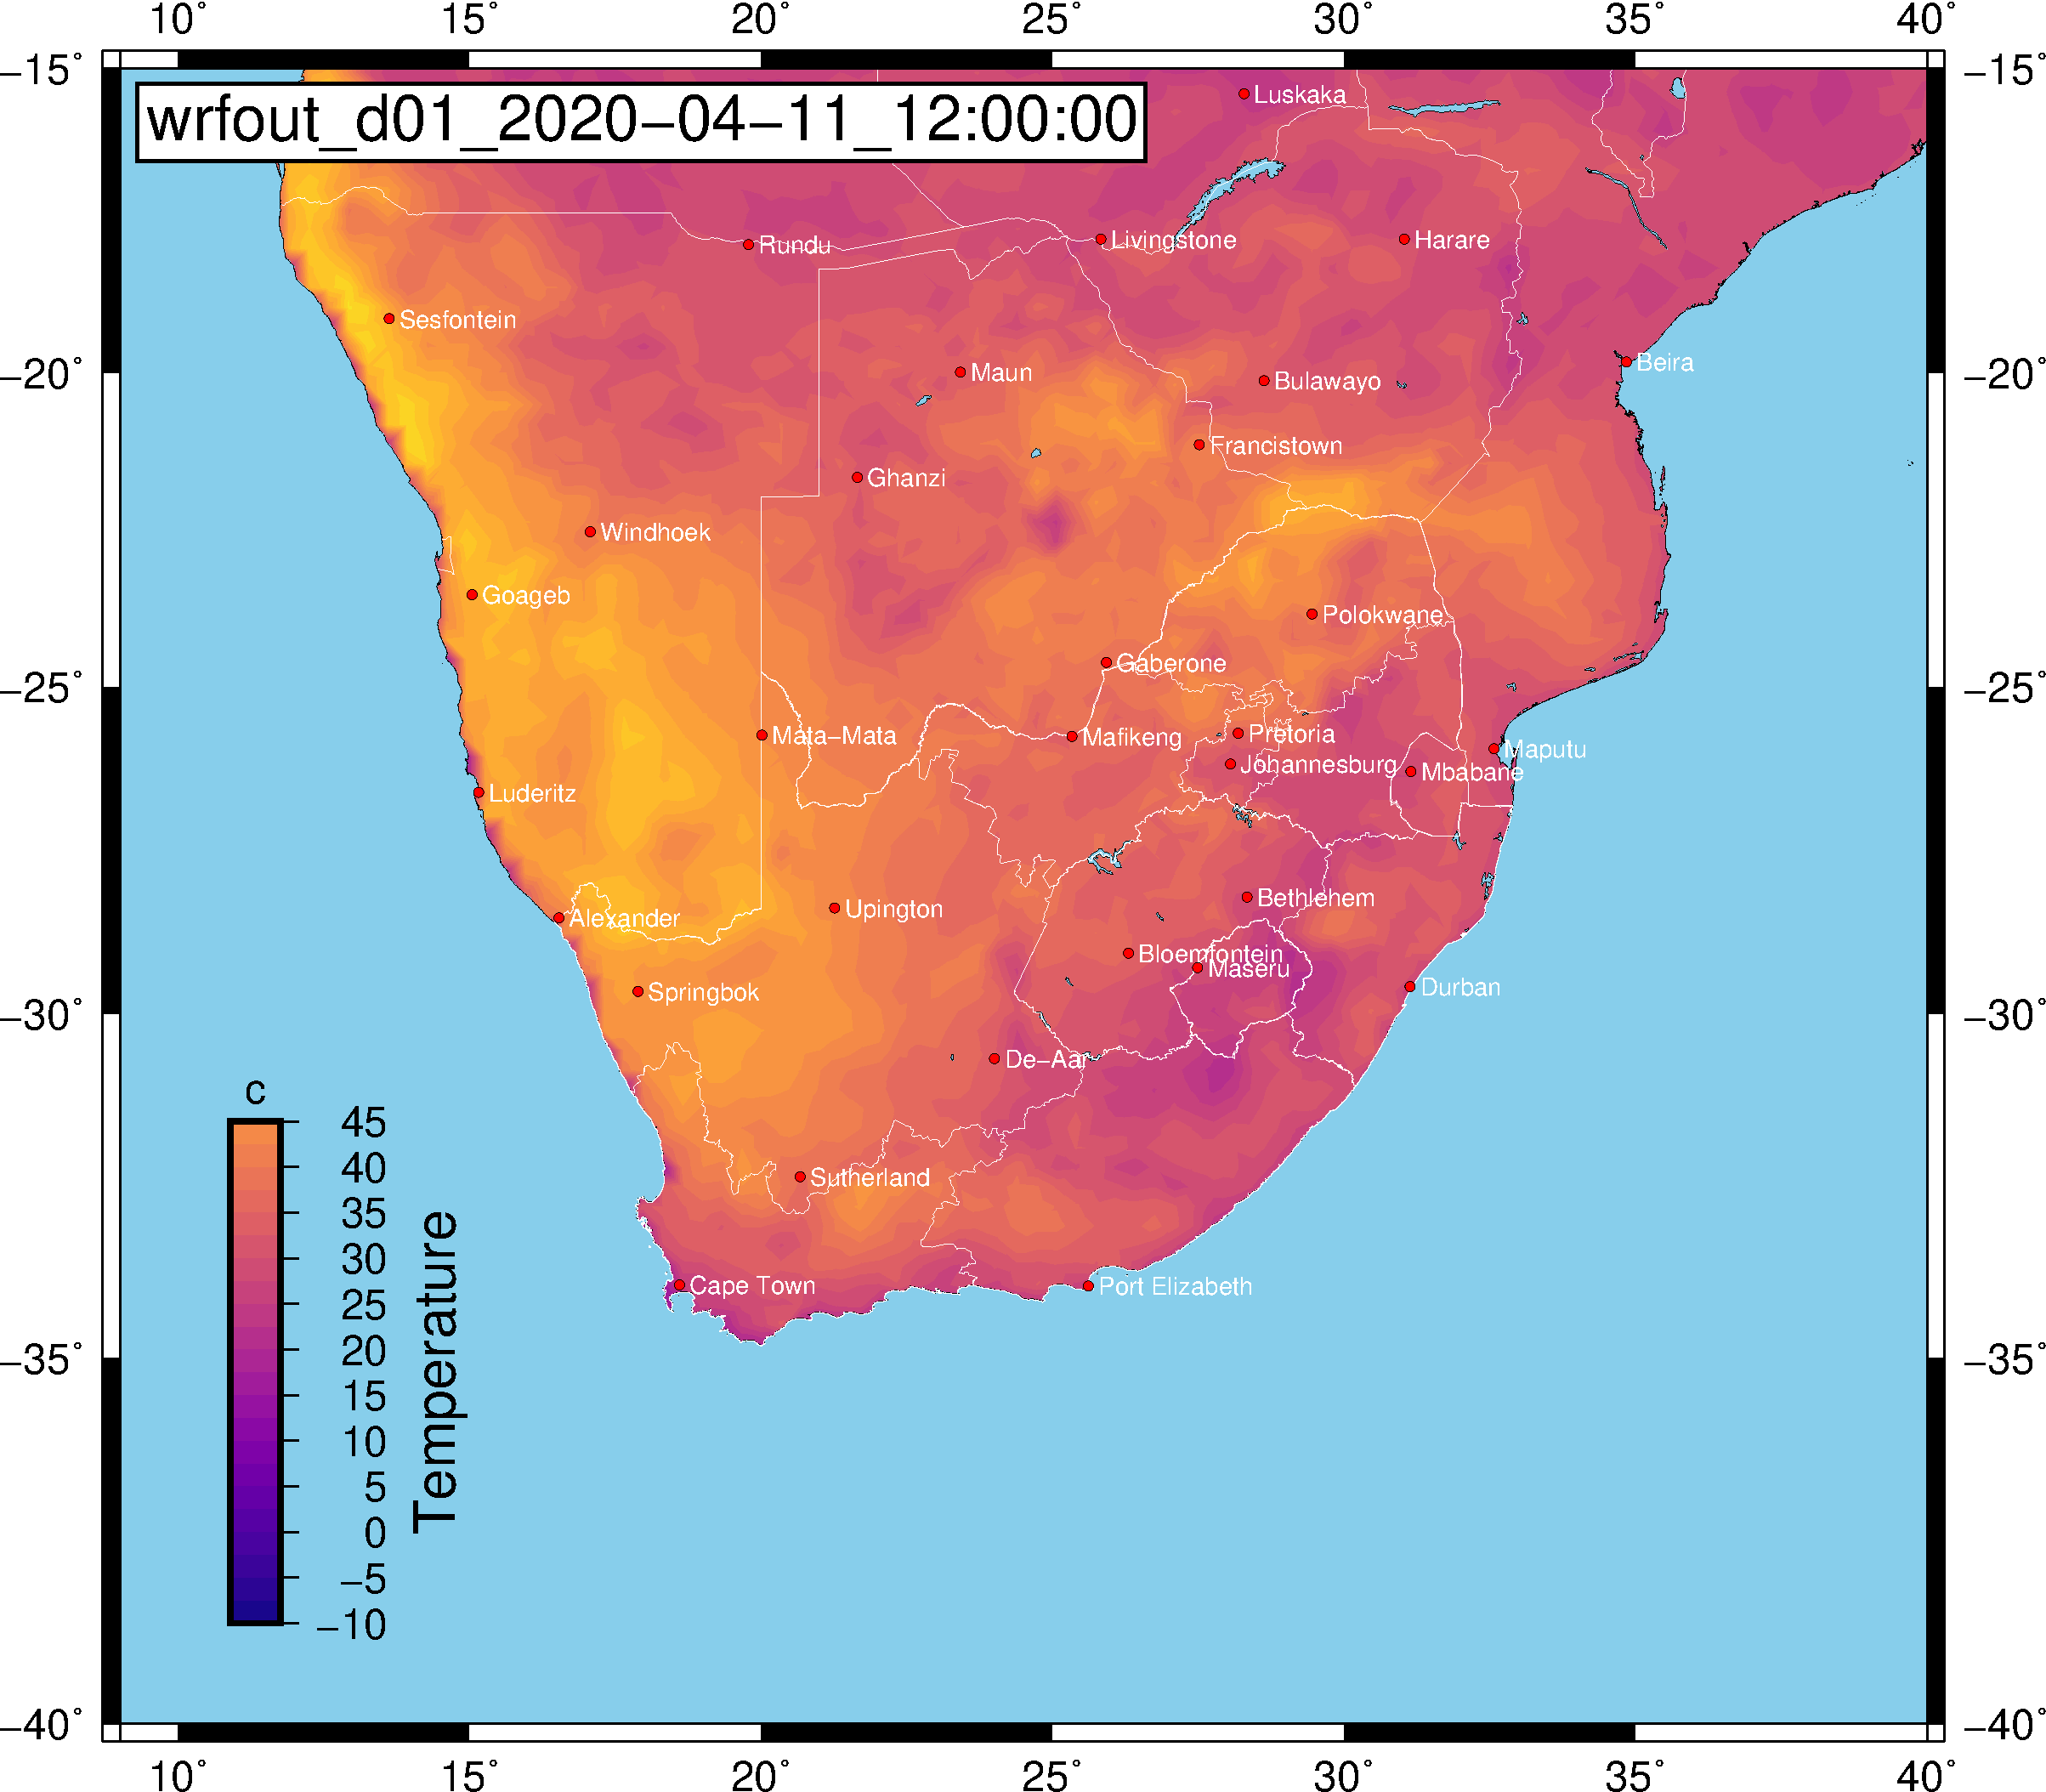 10° 15° 20° 25° 30° 35° 40°
−15° −15°
wrfout_d01_2020−04−11_12:00:00
Luskaka
Rundu
Livingstone
Harare
Sesfontein
Beira
−20° −20°
Maun
Bulawayo
Francistown
Ghanzi
Windhoek
Goageb
Polokwane
Gaberone
−25° −25°
Mata−Mata
Mafikeng
Pretoria
Maputu
Johannesburg
Mbabane
Luderitz
Bethlehem
Alexander
Upington
Bloemfontein
Maseru
Durban
Springbok
−30° −30°
De−Aar
c
45
40
35
30
25
20
15
10
5
0
−5
−10
Temperature
Sutherland
Cape Town
Port Elizabeth
−35° −35°
−40° −40°
10° 15° 20° 25° 30° 35° 40°